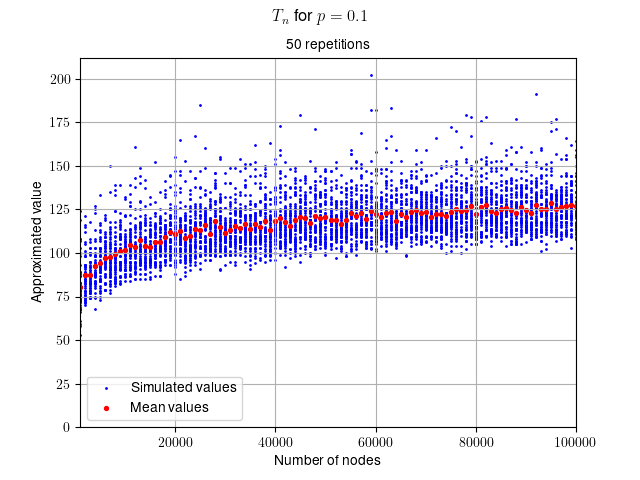 T_n for p = 0.1
50 repetitions
200
175
150
125
100
75
50
25
0
Approximated value
Simulated values
Mean values
20000 40000 60000 80000 100000
Number of nodes